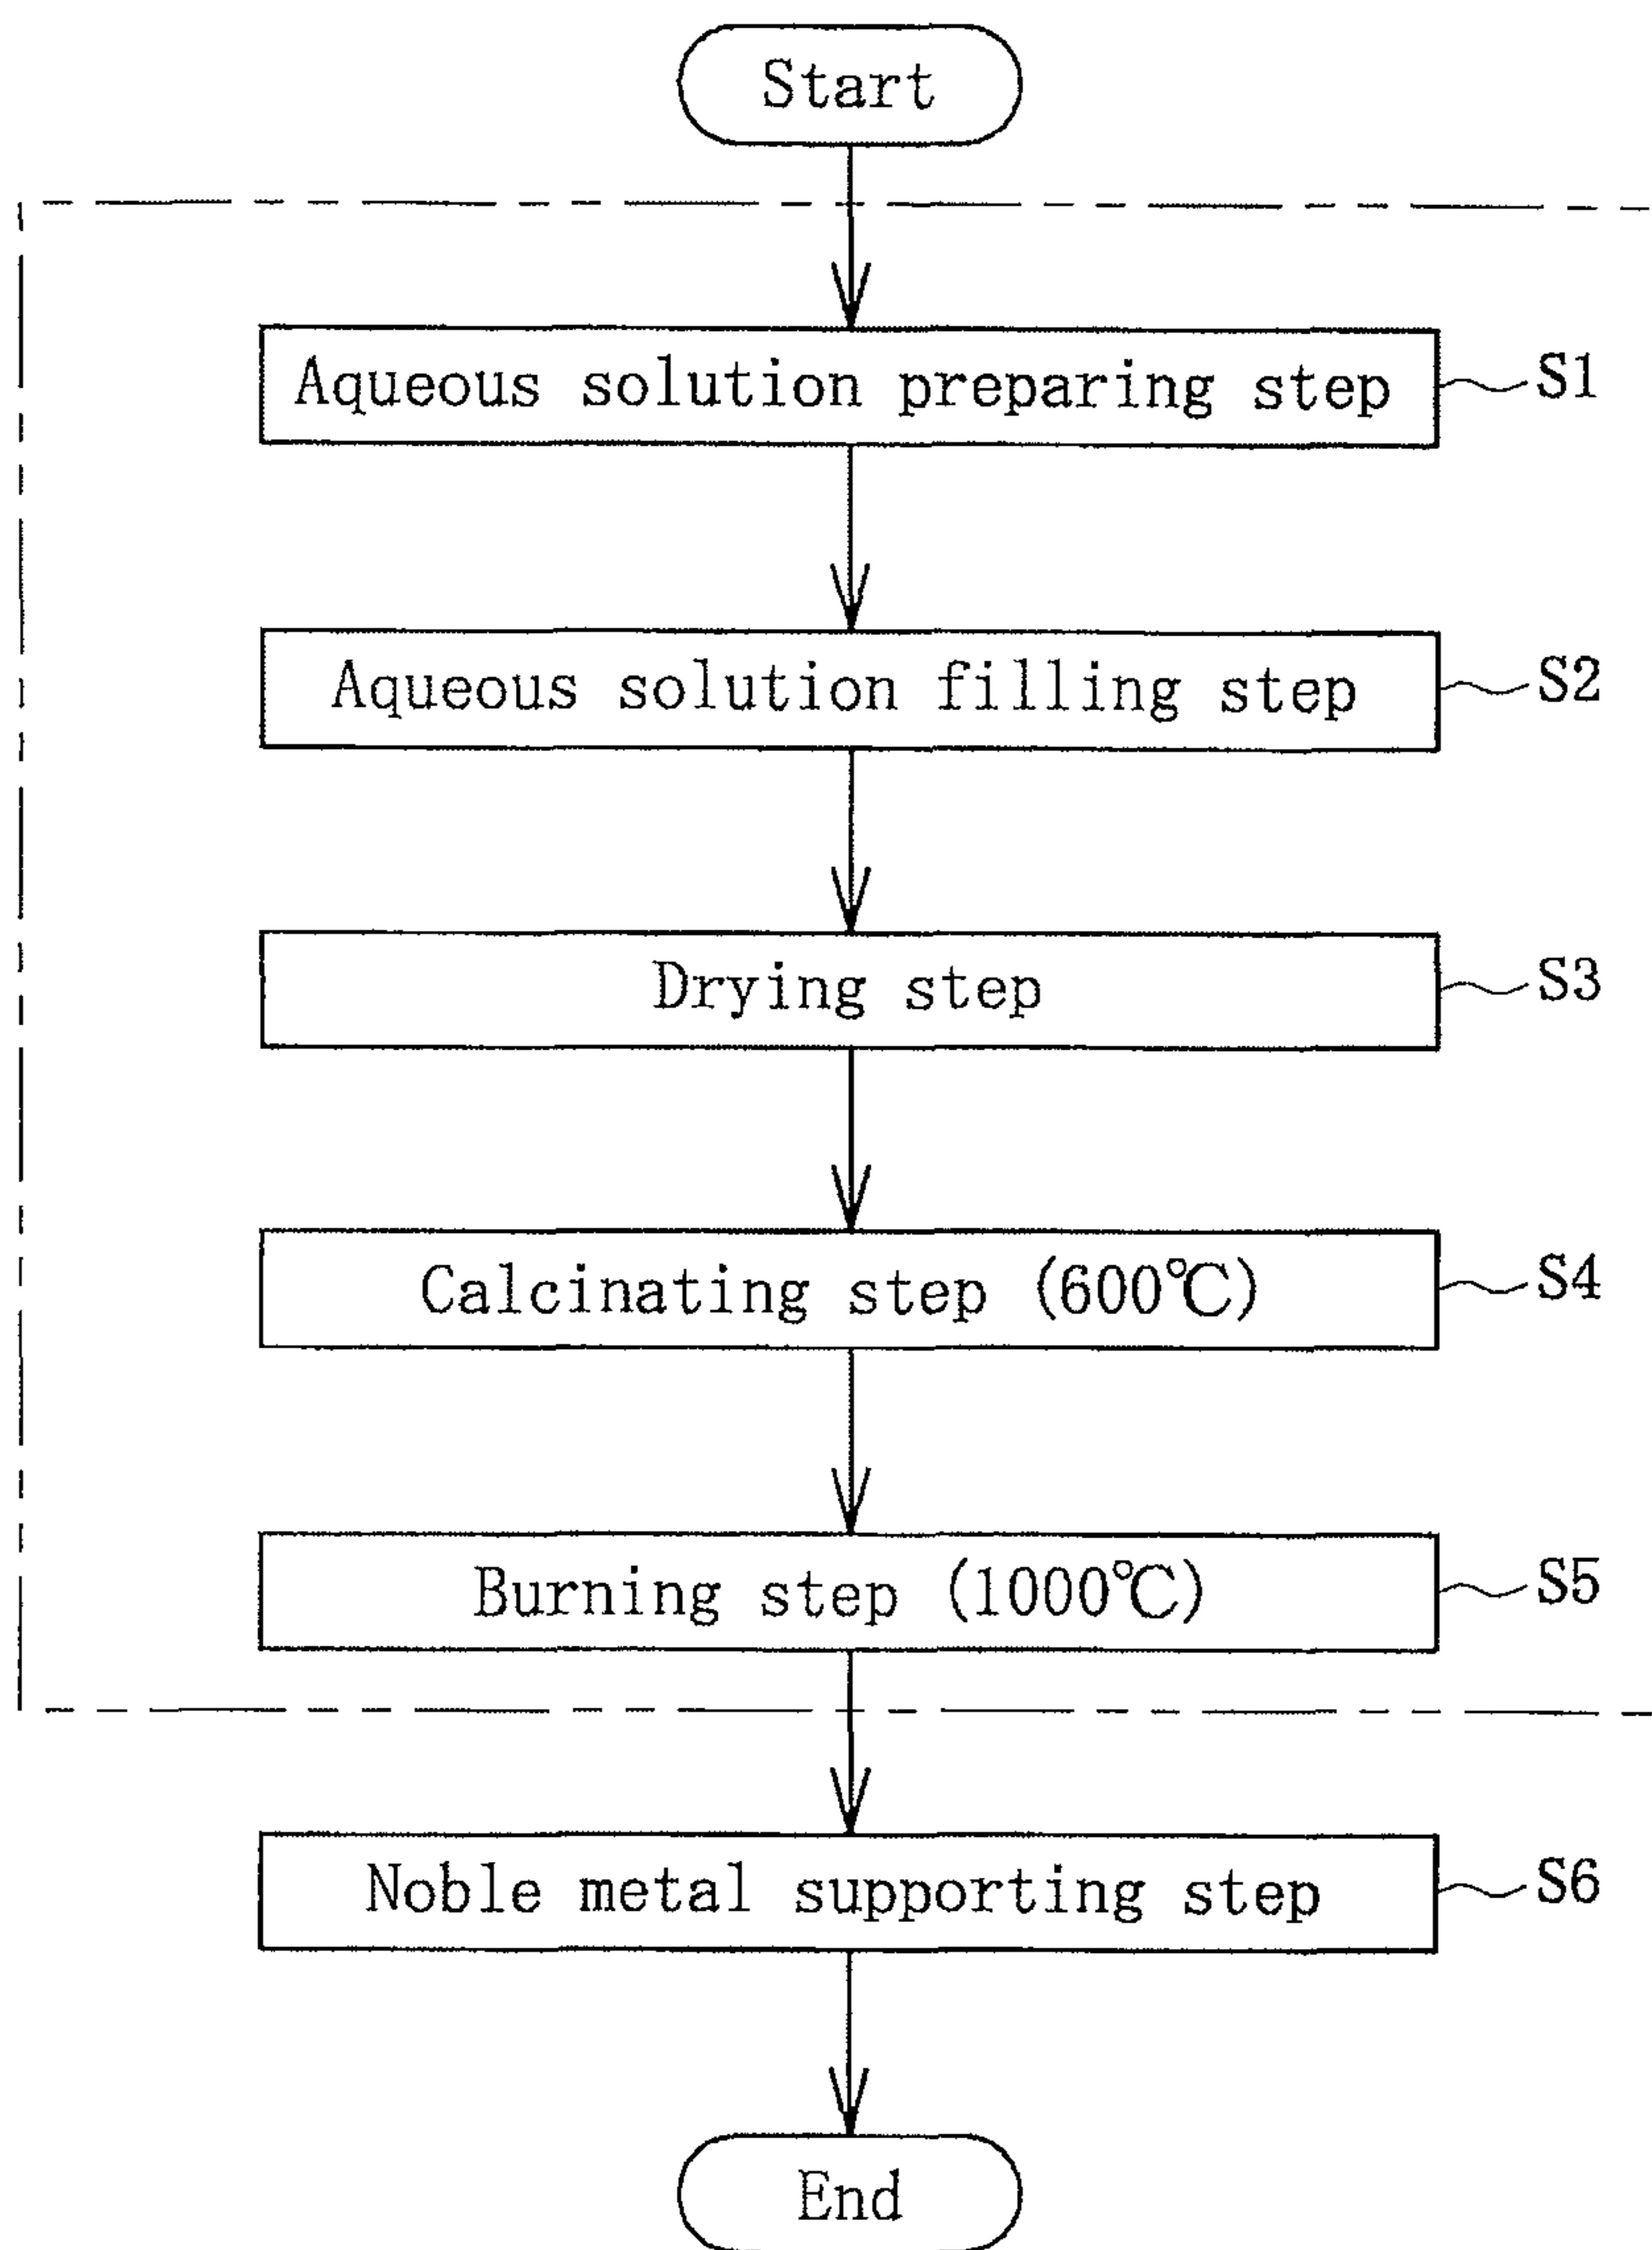 Start
Aqueous solution preparing step S1
Aqueous solution filling step S2
Drying step S3
Calcinating step (600℃) S4
Burning step (1000℃) S5
Noble metal supporting step S6
End